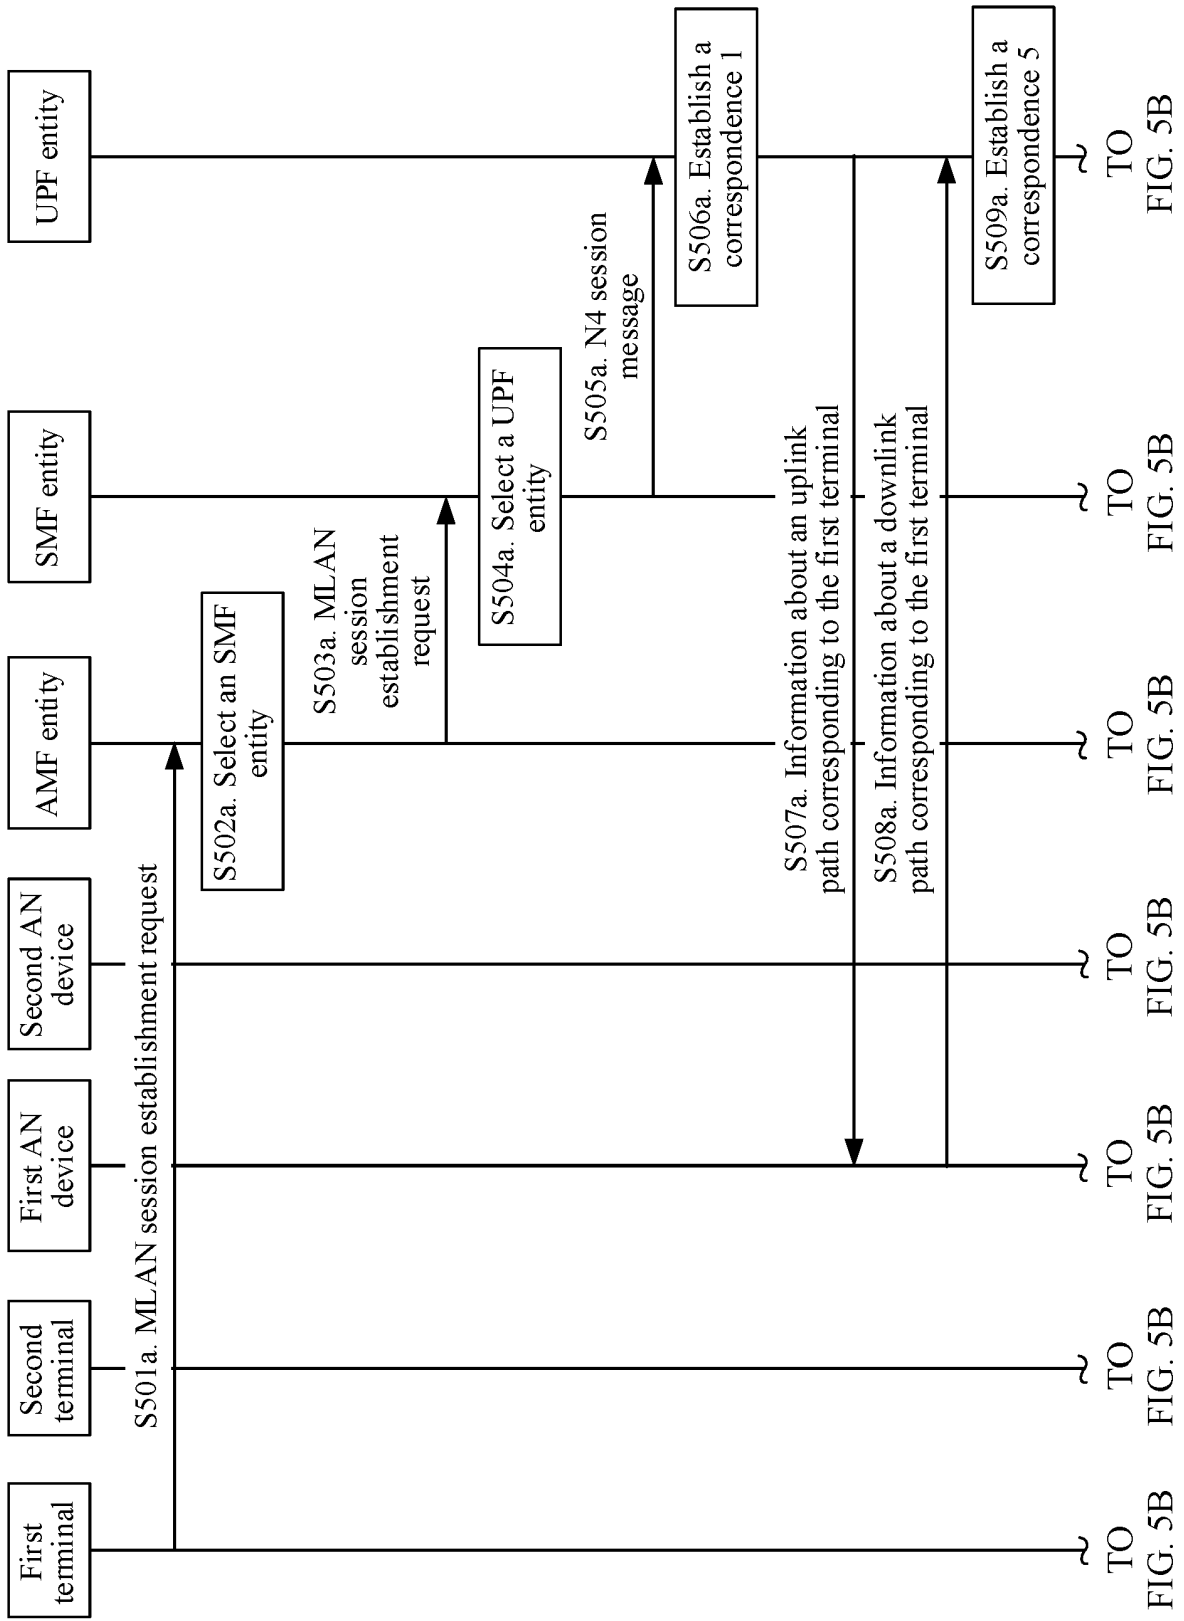 First
terminal
Second
terminal
First AN
device
Second AN
device
AMF entity
SMF entity
UPF entity
S501a. MLAN session establishment request
S502a. Select an SMF
entity
S503a. MLAN
session
establishment
request
S504a. Select a UPF
entity
S505a. N4 session
message
S506a. Establish a
correspondence 1
S507a. Information about an uplink
path corresponding to the first terminal
S508a. Information about a downlink
path corresponding to the first terminal
S509a. Establish a
correspondence 5
TO
FIG. 5B
TO
FIG. 5B
TO
FIG. 5B
TO
FIG. 5B
TO
FIG. 5B
TO
FIG. 5B
TO
FIG. 5B